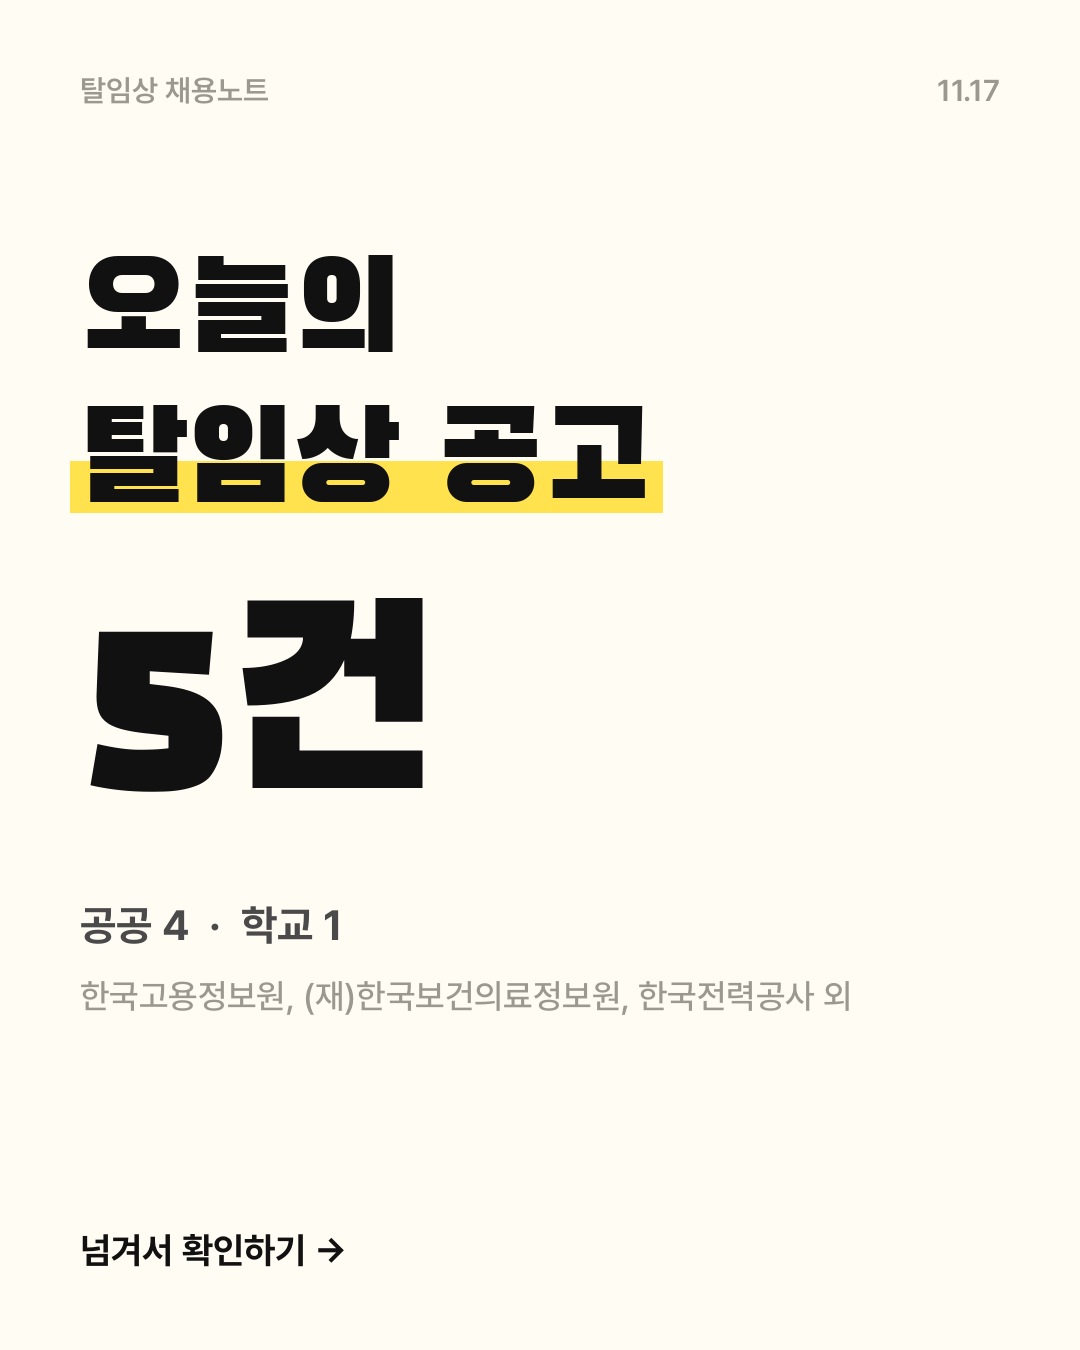 탈임상 채용노트
11.17
오늘의
탈임상 공고
5건
공공 4 · 학교 1
한국고용정보원, (재)한국보건의료정보원, 한국전력공사 외
넘겨서 확인하기 →